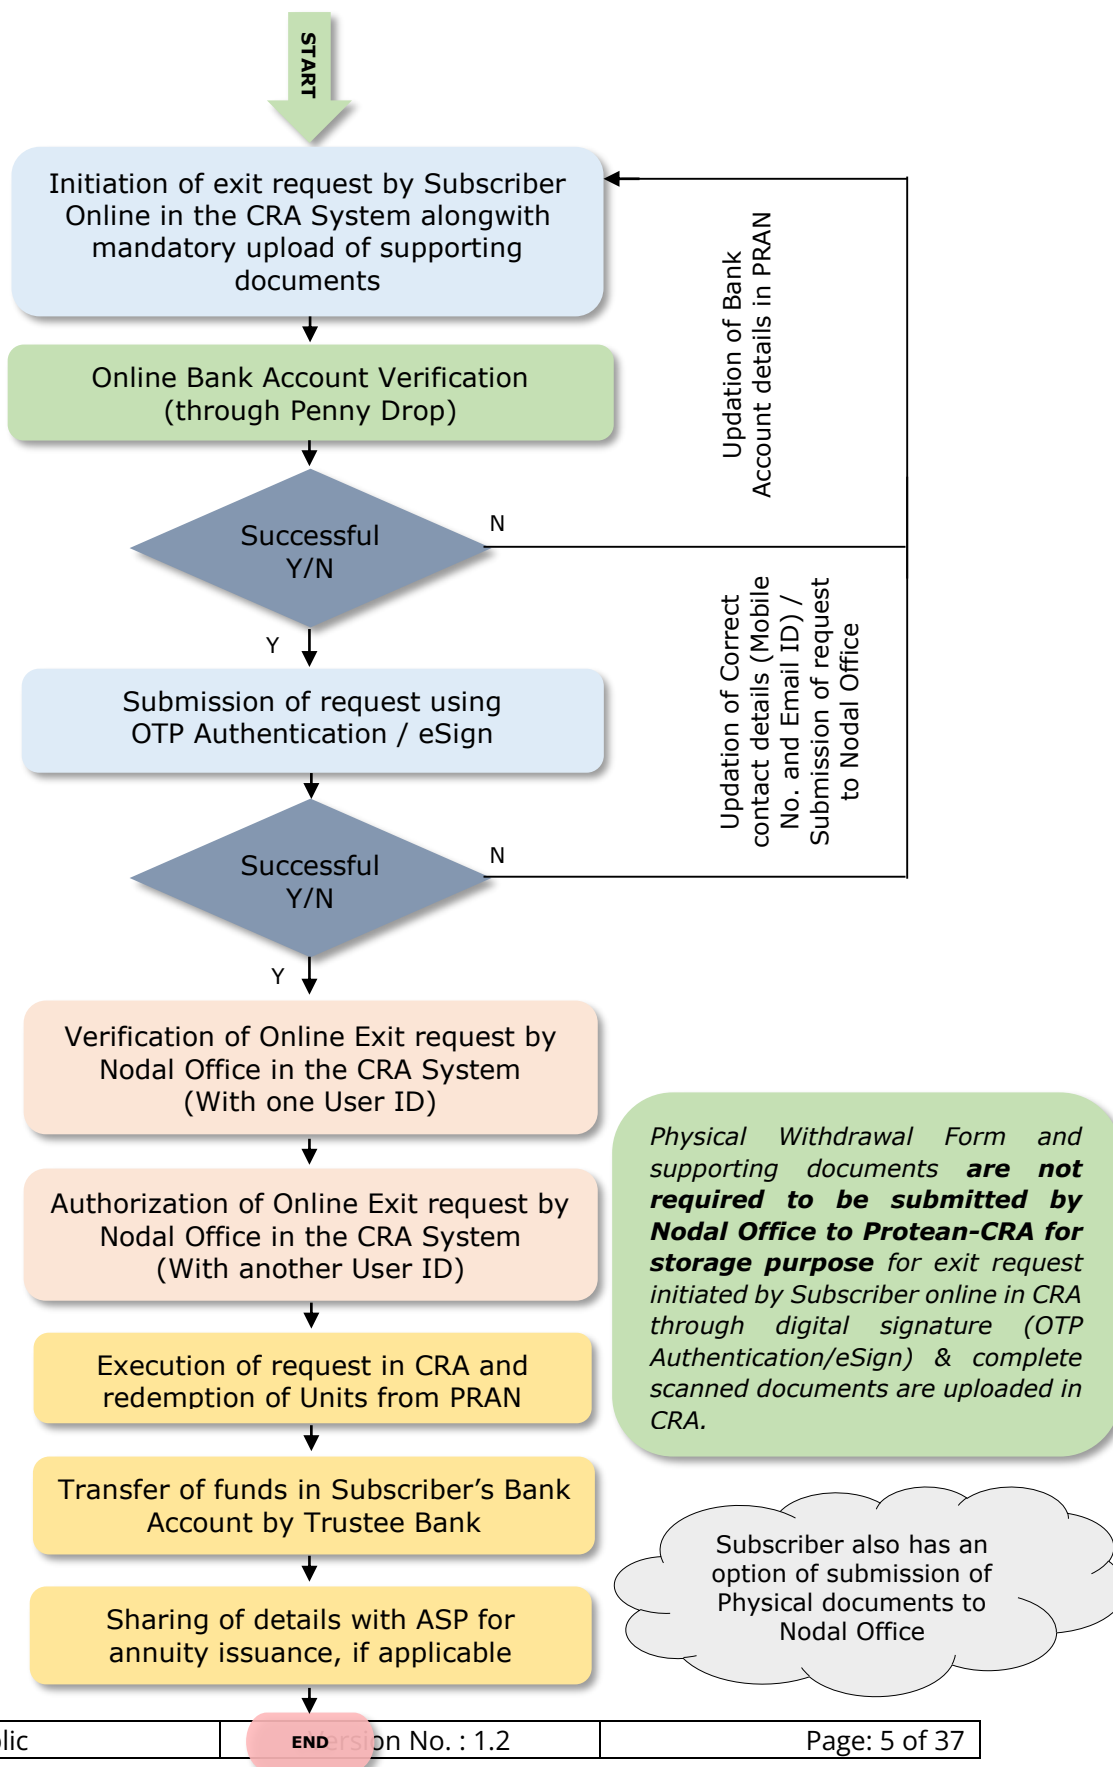 START
Initiation of exit request by Subscriber
Online in the CRA System alongwith
mandatory upload of supporting
documents
Updation of Bank
Account details in PRAN
Online Bank Account Verification
(through Penny Drop)
Successful
Y/N
N
Y
Updation of Correct
contact details (Mobile
No. and Email ID) /
Submission of request
to Nodal Office
Submission of request using
OTP Authentication / eSign
Successful
Y/N
N
Y
Verification of Online Exit request by
Nodal Office in the CRA System
(With one User ID)
Authorization of Online Exit request by
Nodal Office in the CRA System
(With another User ID)
Physical Withdrawal Form and
supporting documents are not
required to be submitted by
Nodal Office to Protean-CRA for
storage purpose for exit request
initiated by Subscriber online in CRA
through digital signature (OTP
Authentication/eSign) & complete
scanned documents are uploaded in
CRA.
Execution of request in CRA and
redemption of Units from PRAN
Transfer of funds in Subscriber's Bank
Account by Trustee Bank
Subscriber also has an
option of submission of
Physical documents to
Nodal Office
Sharing of details with ASP for
annuity issuance, if applicable
END
No. : 1.2
Page: 5 of 37